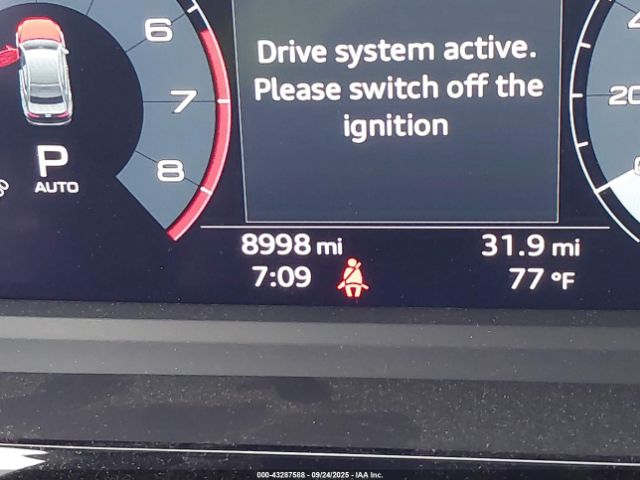 Drive system active.
Please switch off the
ignition
6
7
8
P
AUTO
20
8998 mi
31.9 mi
7:09
77 °F
000-43287588 - 09/24/2025 - IAA Inc.